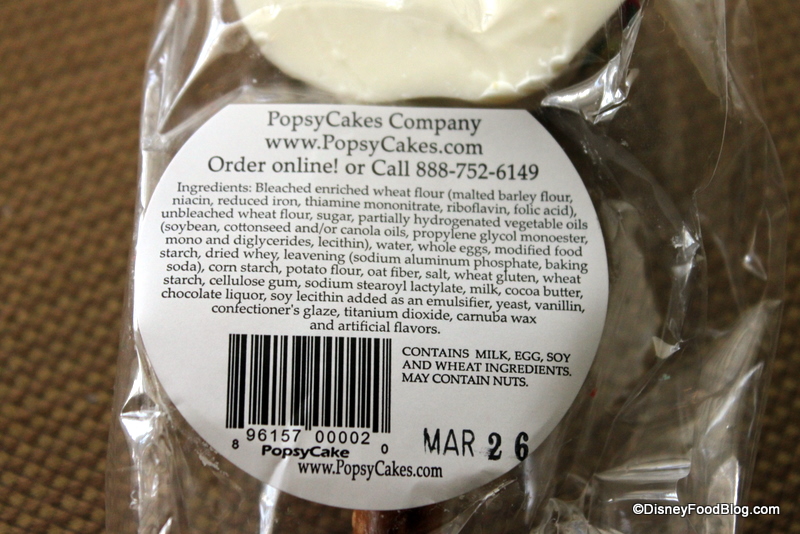 PopsyCakes Company
www.PopsyCakes.com
Order online! or Call 888-752-6149
Ingredients: Bleached enriched wheat flour (malted barley flour,
niacin, reduced iron, thiamine mononitrate, riboflavin, folic acid),
unbleached wheat flour, sugar, partially hydrogenated vegetable oils
(soybean, cottonseed and/or canola oils, propylene glycol monoester,
mono and diglycerides, lecithin), water, whole eggs, modified food
starch, dried whey, leavening (sodium aluminum phosphate, baking
soda), corn starch, potato flour, oat fiber, salt, wheat gluten, wheat
starch, cellulose gum, sodium stearoyl lactylate, milk, cocoa butter,
chocolate liquor, soy lecithin added as an emulsifier, yeast, vanillin,
confectioner's glaze, titanium dioxide, carnuba wax
and artificial flavors.
CONTAINS MILK, EGG, SOY
AND WHEAT INGREDIENTS.
MAY CONTAIN NUTS.
8 96157 00002 0
PopsyCake
MAR 26
www.PopsyCakes.com
©DisneyFoodBlog.com